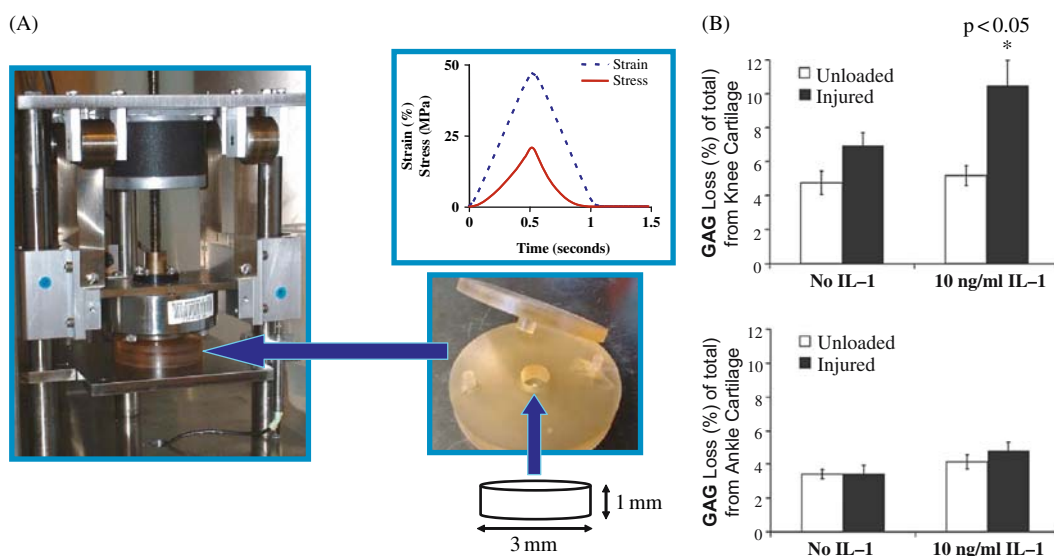 (A)
50
25
0
Strain (%)
Stress (MPa)
Strain
Stress
0
0.5
1
1.5
Time (seconds)
1 mm
3 mm
(B)
p < 0.05
*
12
10
8
6
4
2
0
GAG Loss (%) of total)
from Knee Cartilage
Unloaded
Injured
No IL–1
10 ng/ml IL–1
12
10
8
6
4
2
0
GAG Loss (%) of total)
from Ankle Cartilage
Unloaded
Injured
No IL–1
10 ng/ml IL–1